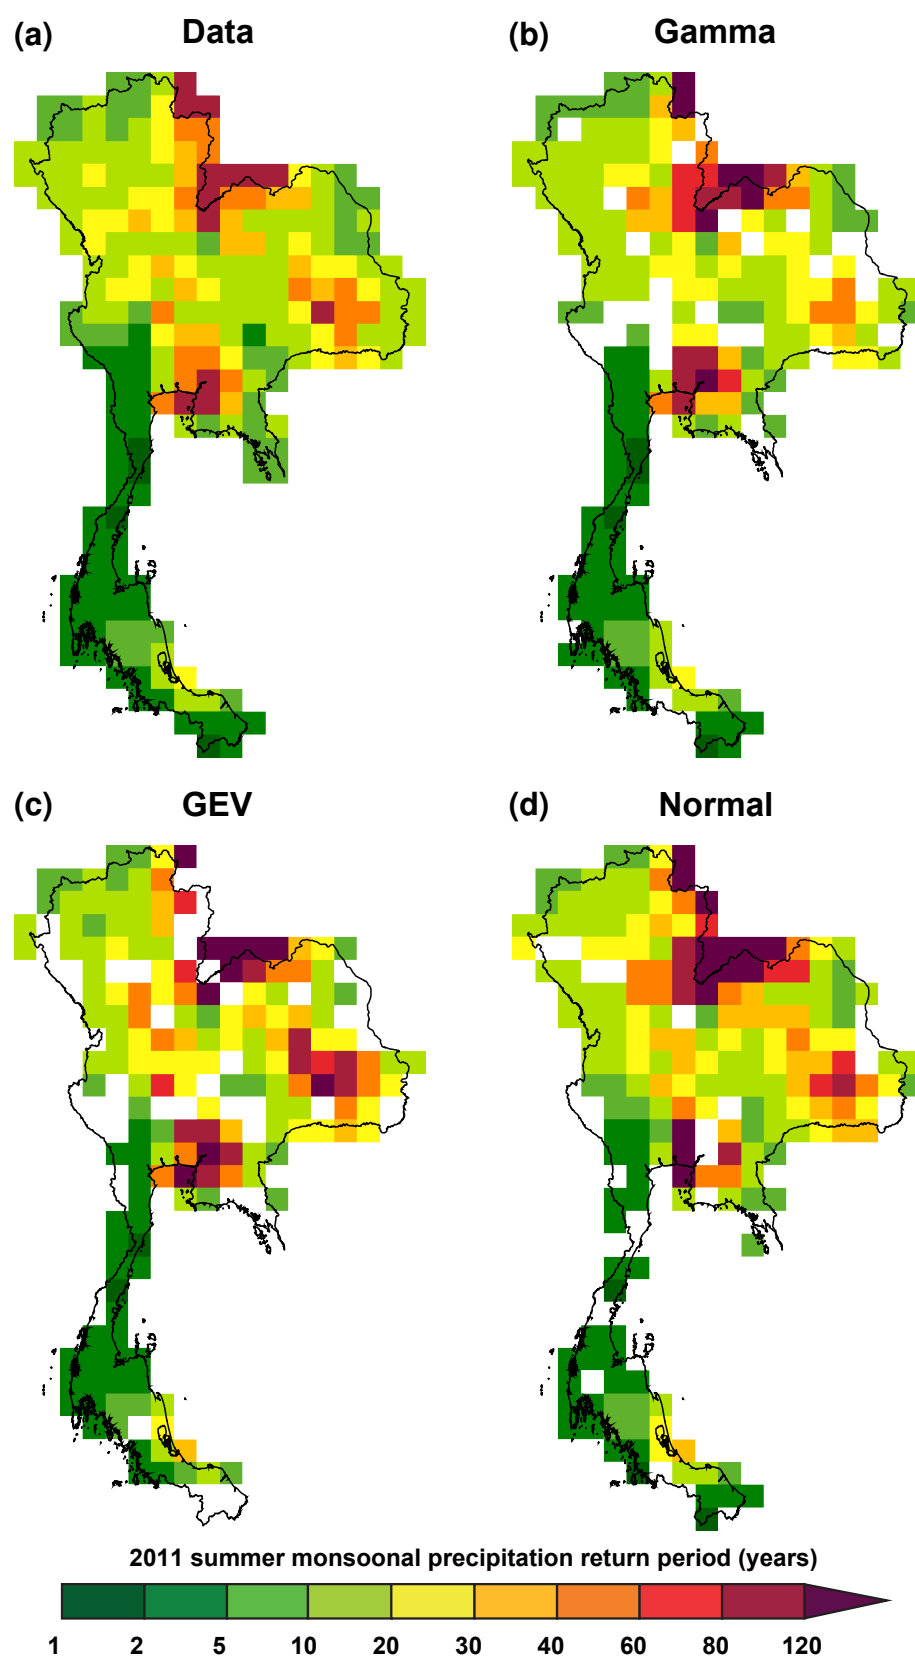 (a) Data
(b) Gamma
(c) GEV
(d) Normal
2011 summer monsoonal precipitation return period (years)
1 2 5 10 20 30 40 60 80 120